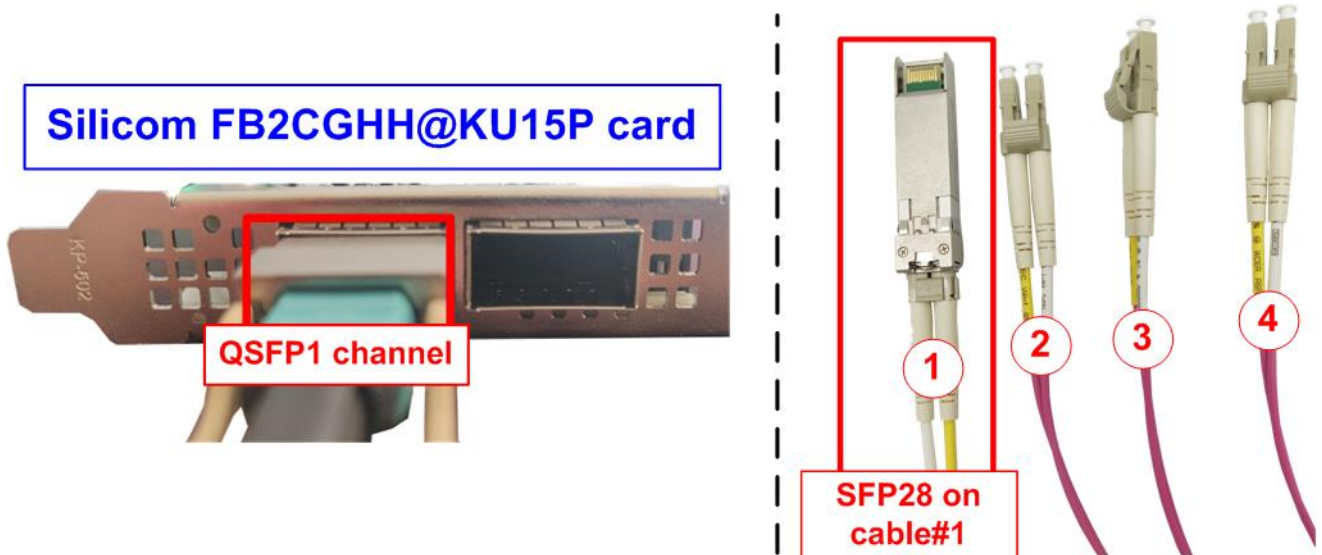 Silicom FB2CGHH@KU15P card
KP-502
QSFP1 channel
1
2
3
4
SFP28 on
cable#1